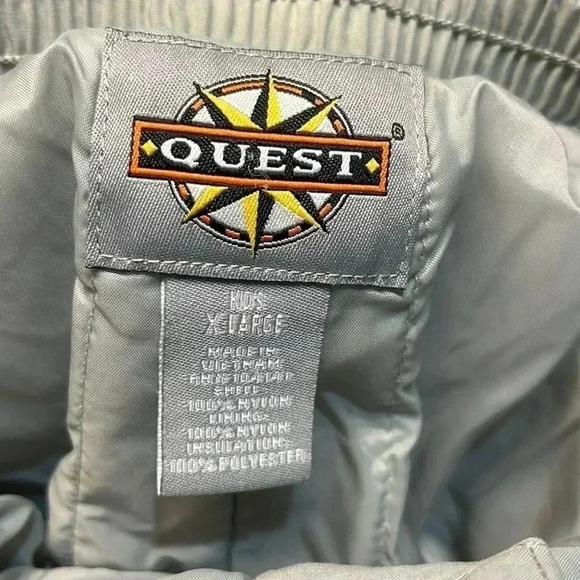 QUEST
®
KIDS
X-LARGE
MADE IN
VIETNAM
SHELL:
100% NYLON
LINING:
100% NYLON
INSULATION:
100% POLYESTER